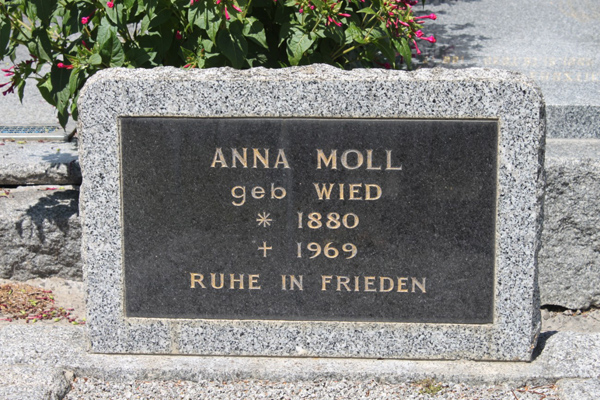 ANNA MOLL
geb WIED
* 1880
+ 1969
RUHE IN FRIEDEN